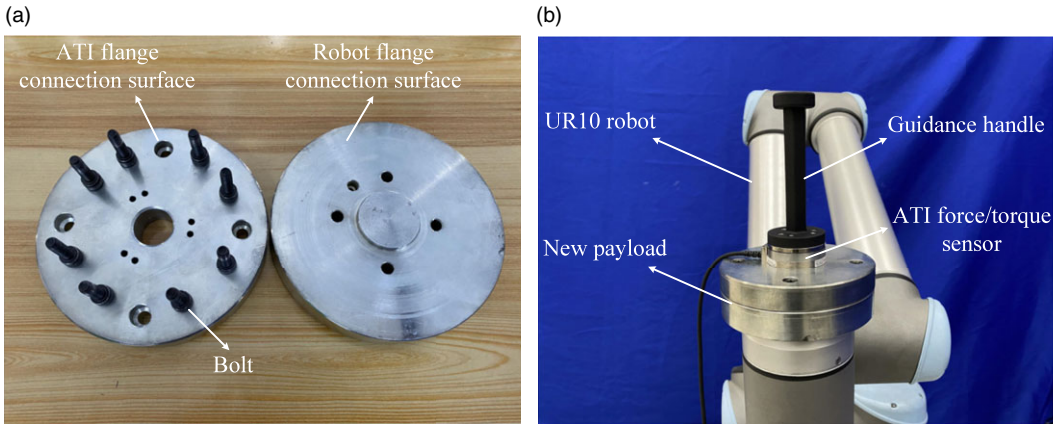 (a)
ATI flange
connection surface
Robot flange
connection surface
Bolt
(b)
UR10 robot
Guidance handle
ATI force/torque
sensor
New payload